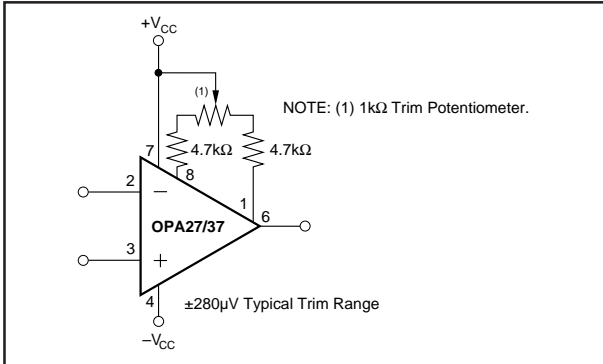 +VCC
(1)
NOTE: (1) 1kΩ Trim Potentiometer.
4.7kΩ 4.7kΩ
7
8
2
1
6
OPA27/37
3
4
±280µV Typical Trim Range
–VCC